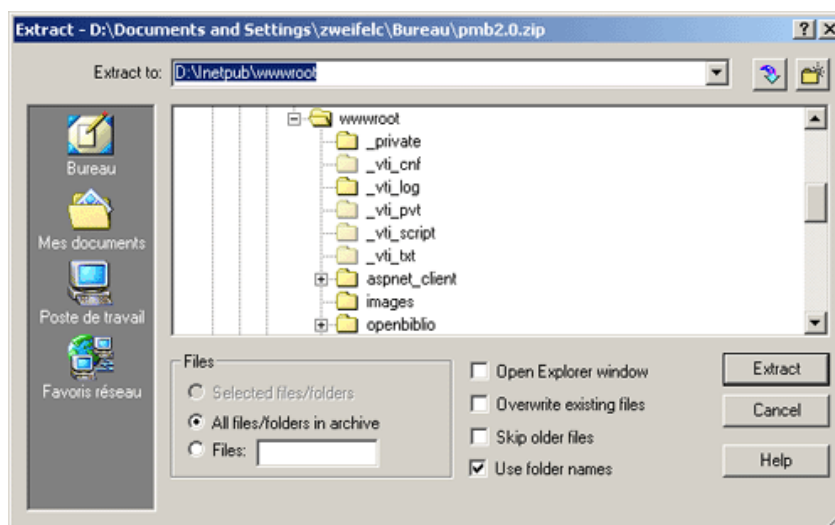 Extract - D:\Documents and Settings\zweifelc\Bureau\pmb2.0.zip
Extract to: D:\Inetpub\wwwroot
Bureau
Mes documents
Poste de travail
Favoris réseau
wwwroot
_private
_vti_cnf
_vti_log
_vti_pvt
_vti_script
_vti_txt
aspnet_client
images
openbiblio
Files
Selected files/folders
All files/folders in archive
Files:
Open Explorer window
Overwrite existing files
Skip older files
Use folder names
Extract
Cancel
Help